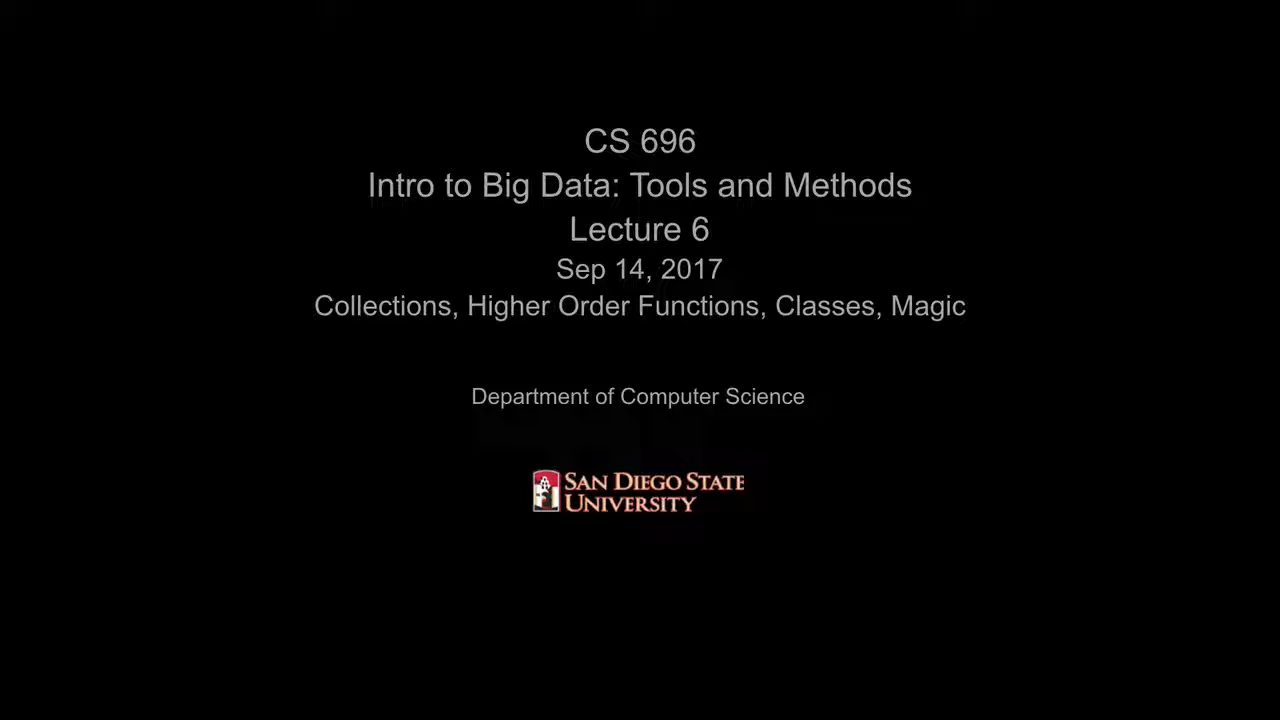 CS 696
Intro to Big Data: Tools and Methods
Lecture 6
Sep 14, 2017
Collections, Higher Order Functions, Classes, Magic
Department of Computer Science
SAN DIEGO STATE
UNIVERSITY